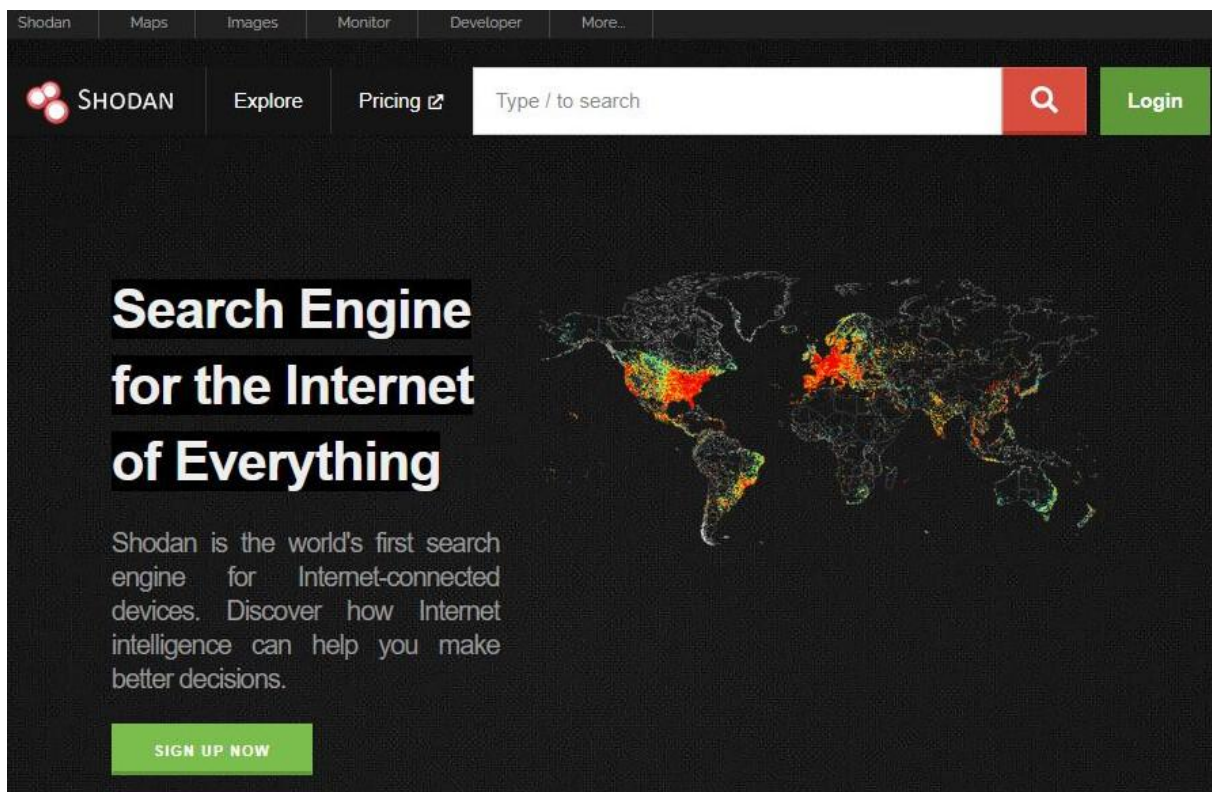 Shodan Maps Images Monitor Developer More...
SHODAN Explore Pricing Type / to search Login
Search Engine
for the Internet
of Everything
Shodan is the world's first search
engine for Internet-connected
devices. Discover how Internet
intelligence can help you make
better decisions.
SIGN UP NOW